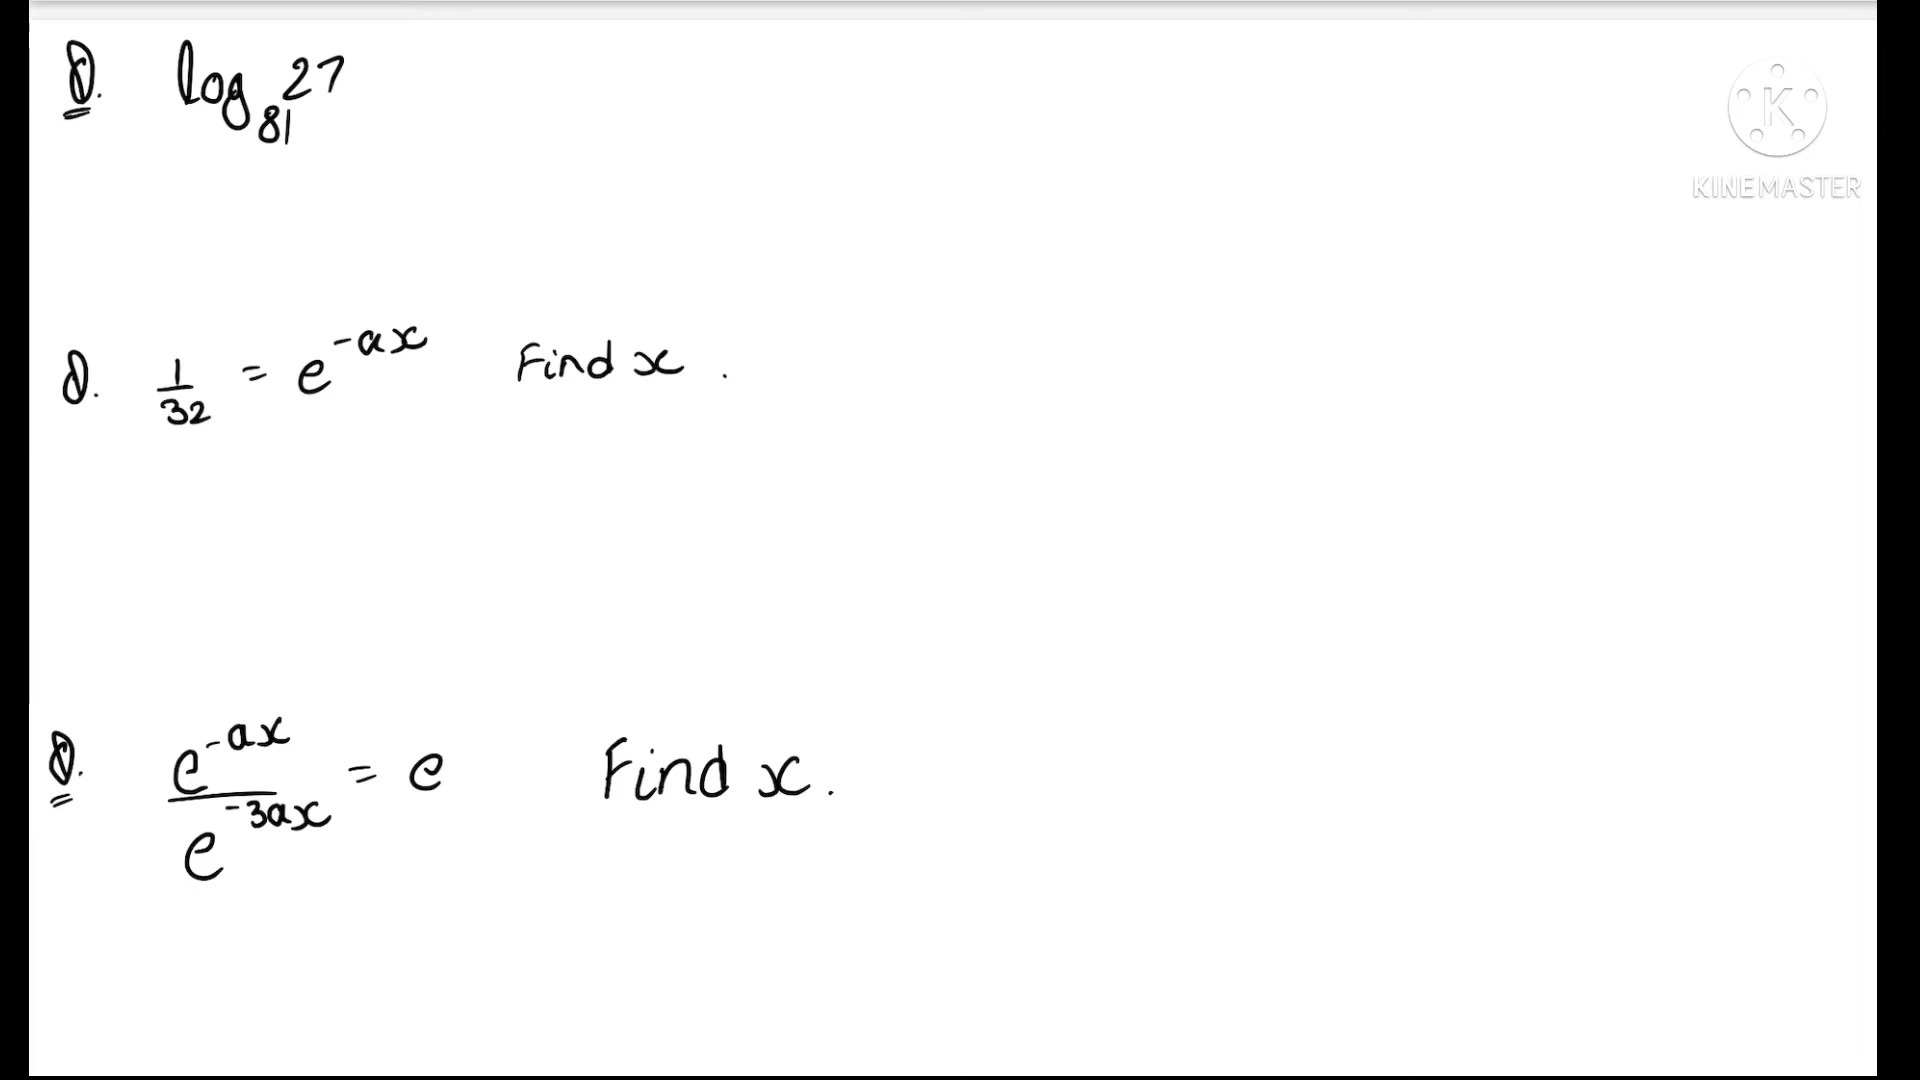 Q. log₈₁27
K
KINEMASTER
Q. 1/32 = e^-ax Find x.
Q. e^-ax/e^-3ax = e Find x.